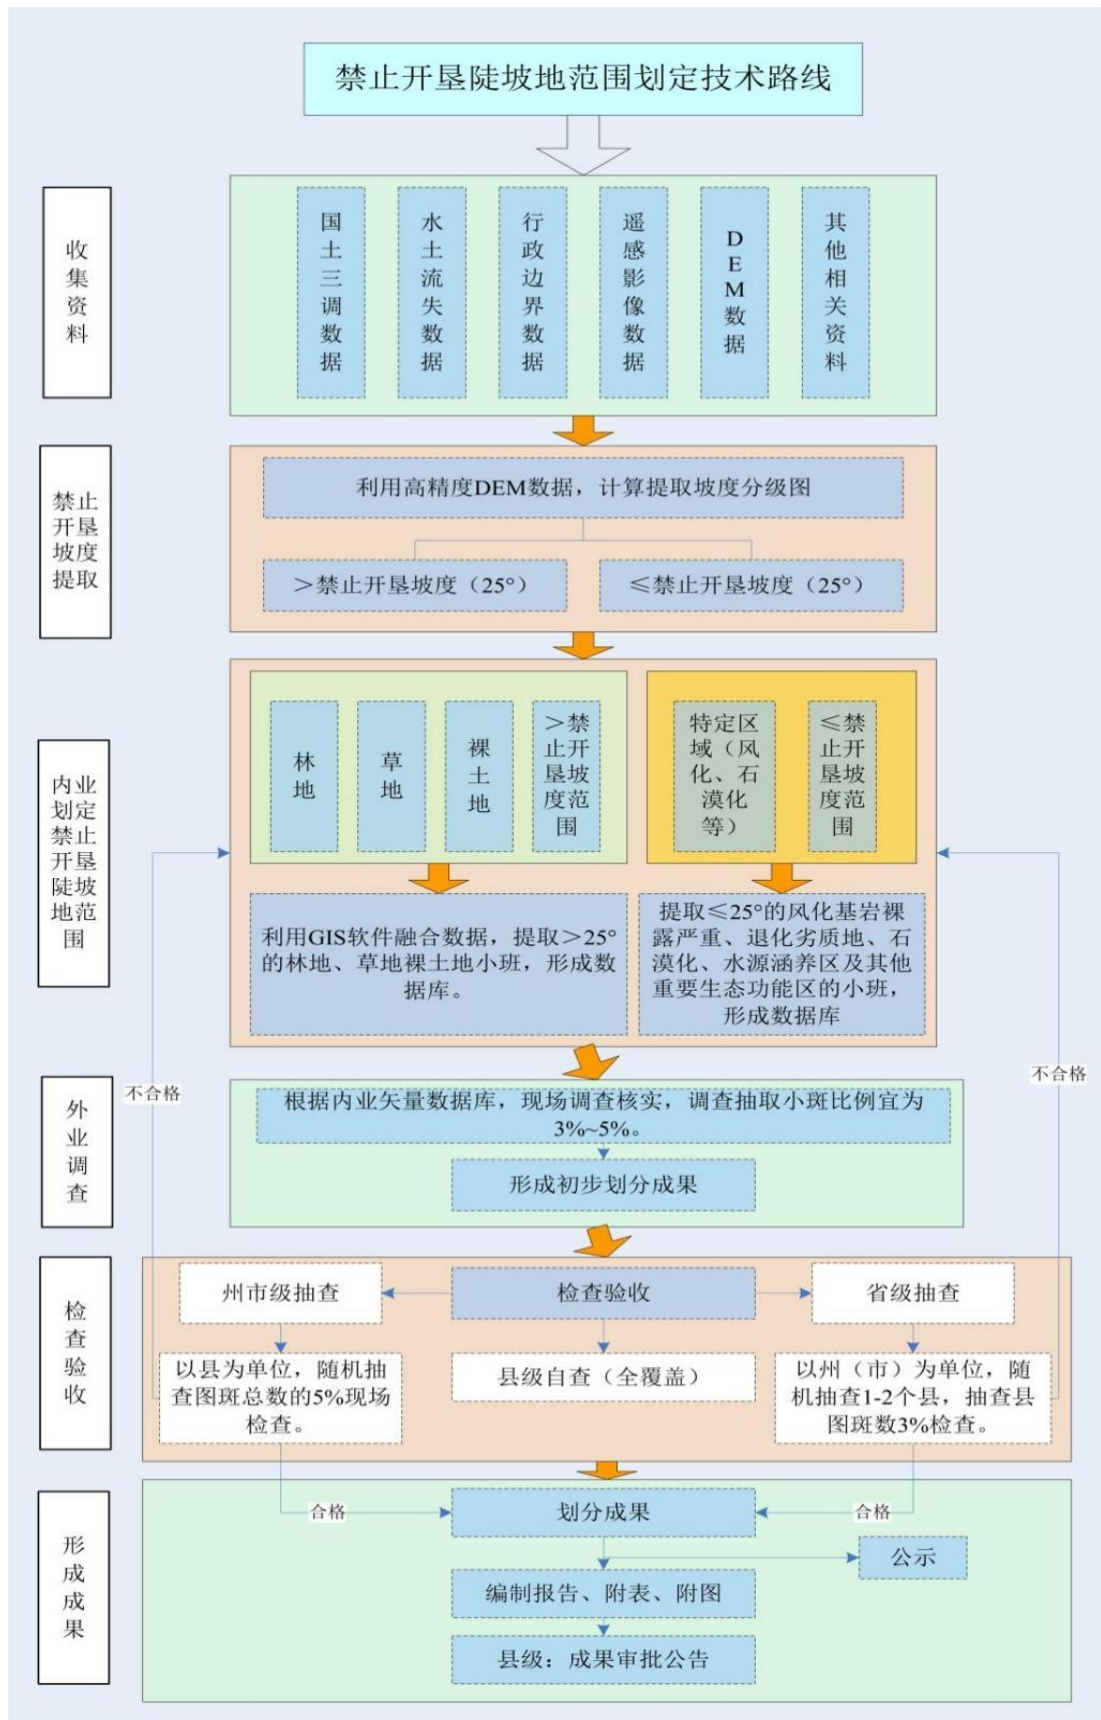 禁止开垦陡坡地范围划定技术路线
收集资料
国土三调数据
水土流失数据
行政边界数据
遥感影像数据
DEM数据
其他相关资料
禁止
开垦
坡度
提取
利用高精度DEM数据，计算提取坡度分级图
＞禁止开垦坡度（25°）
≤禁止开垦坡度（25°）
内业
划定
禁止
开垦
陡坡
地范
围
林地
草地
裸土地
＞禁
止开
垦坡
度范
围
特定区
域（风
化、石
漠化
等）
≤禁
止开
垦坡
度范
围
利用GIS软件融合数据，提取＞25°
的林地、草地裸土地小班，形成数
据库。
提取≤25°的风化基岩裸
露严重、退化劣质地、石
漠化、水源涵养区及其他
重要生态功能区的小班，
形成数据库
不合格
不合格
外业调查
根据内业矢量数据库，现场调查核实，调查抽取小斑比例宜为
3%~5%。
形成初步划分成果
检查验收
州市级抽查
检查验收
省级抽查
以县为单位，随机抽
查图斑总数的5%现场
检查。
县级自查（全覆盖）
以州（市）为单位，随
机抽查1-2个县，抽查县
图斑数3%检查。
形成成果
合格
划分成果
合格
公示
编制报告、附表、附图
县级：成果审批公告